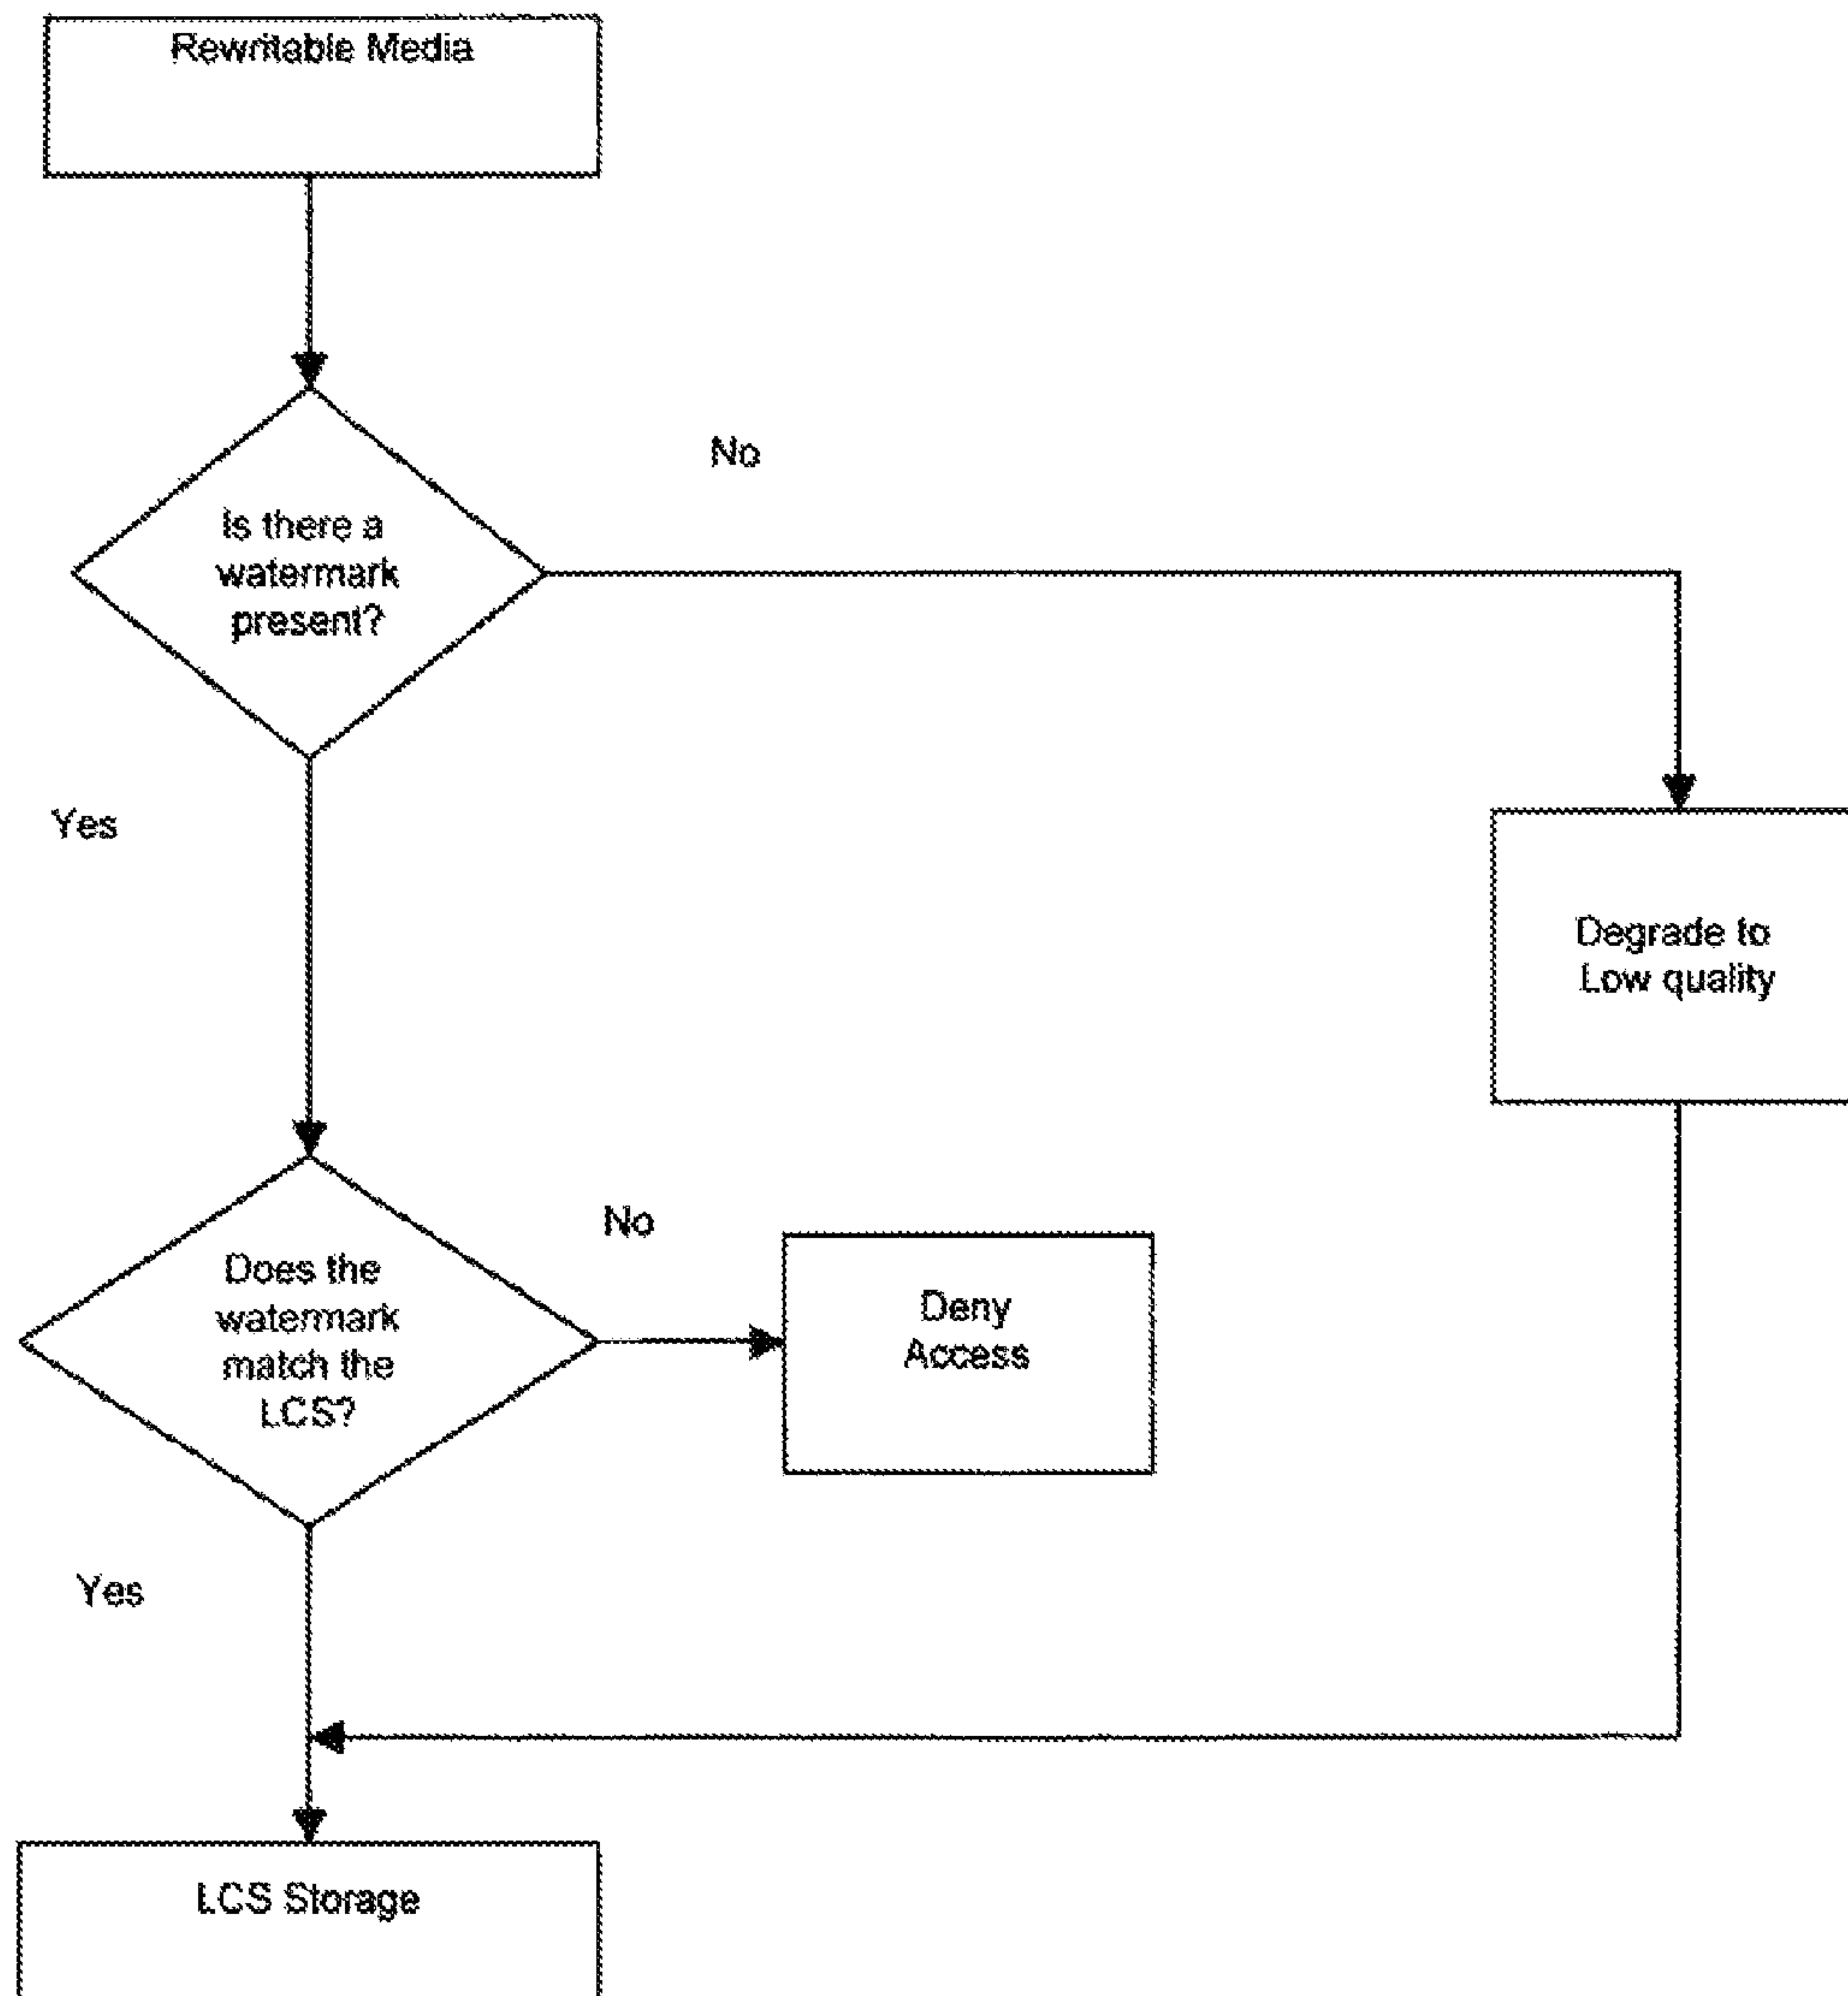 Rewritable Media
No
Is there a
watermark
present?
Yes
Degrade to
Low quality
No
Does the
watermark
match the
LCS?
Deny
Access
Yes
LCS Storage